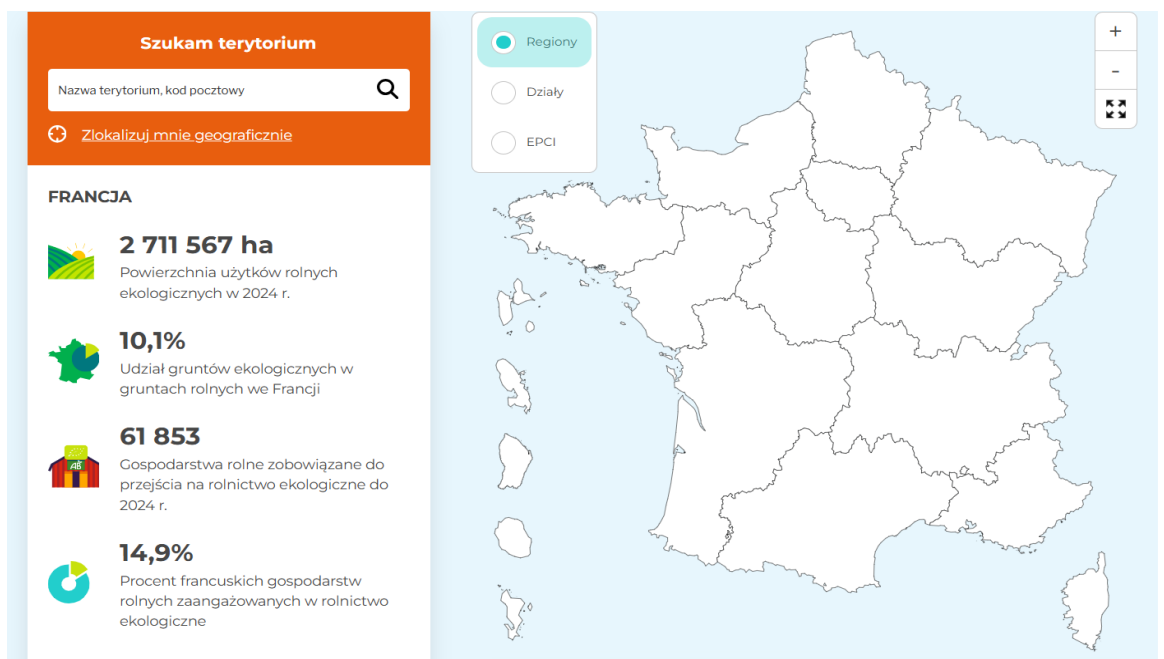 Szukam terytorium
Nazwa terytorium, kod pocztowy
Zlokalizuj mnie geograficznie
FRANCJA
2 711 567 ha
Powierzchnia użytków rolnych
ekologicznych w 2024 r.
10,1%
Udział gruntów ekologicznych w
gruntach rolnych we Francji
AB
61 853
Gospodarstwa rolne zobowiązane do
przejścia na rolnictwo ekologiczne do
2024 r.
14,9%
Procent francuskich gospodarstw
rolnych zaangażowanych w rolnictwo
ekologiczne
Regiony
Działy
EPCI
+
-